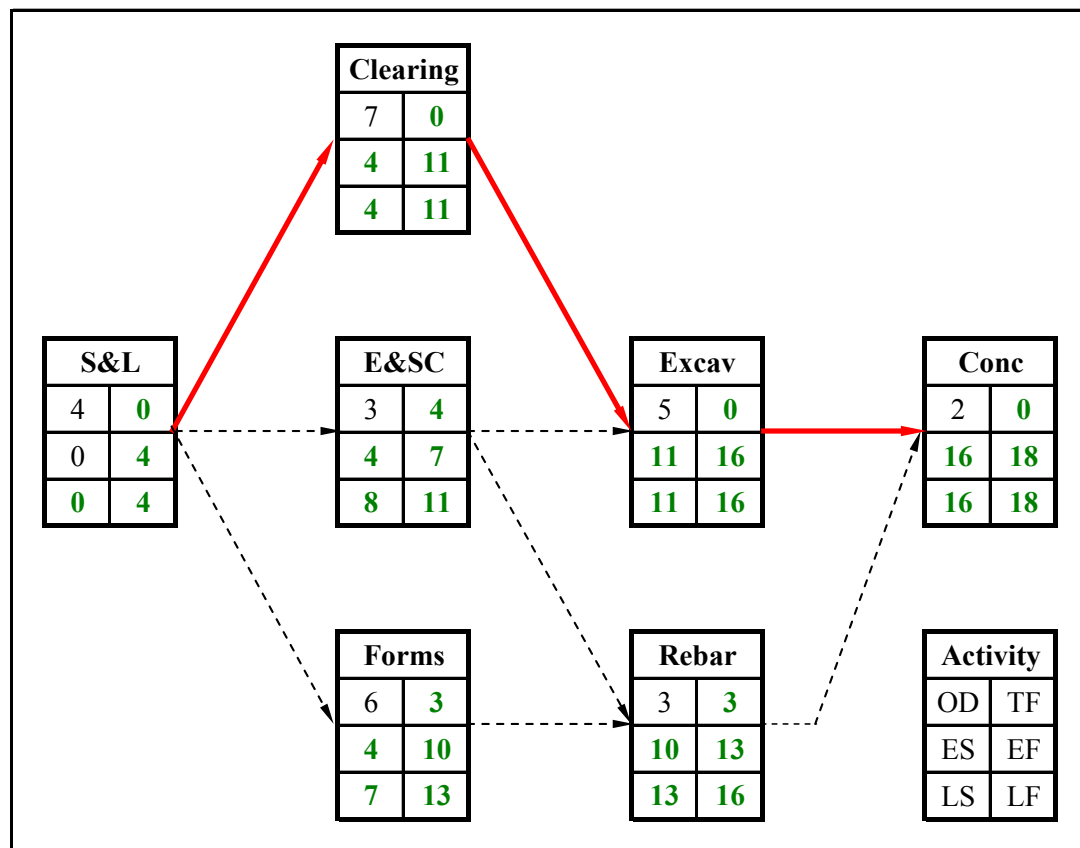 Clearing
7 0
4 11
4 11
S&L
4 0
0 4
0 4
E&SC
3 4
4 7
8 11
Excav
5 0
11 16
11 16
Conc
2 0
16 18
16 18
Forms
6 3
4 10
7 13
Rebar
3 3
10 13
13 16
Activity
OD TF
ES EF
LS LF